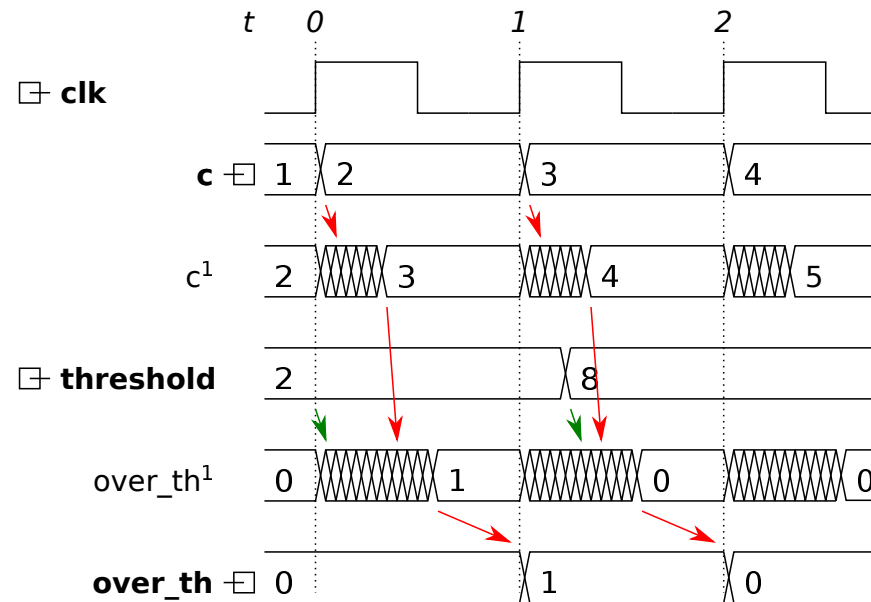 t 0 1 2
clk
c 1 2 3 4
c¹ 2 3 4 5
threshold 2 8
over_th¹ 0 1 0 0
over_th 0 1 0